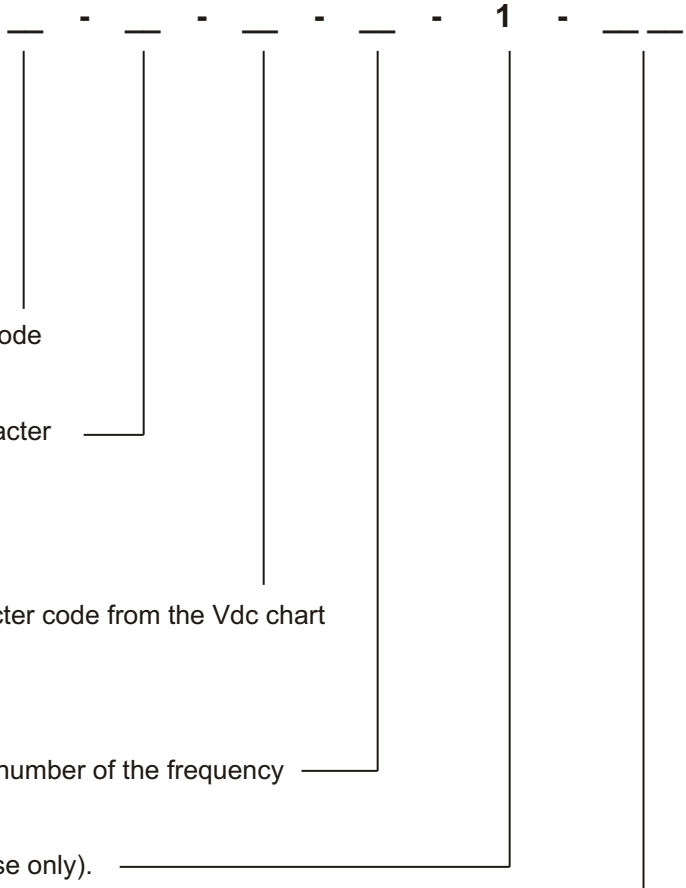 __ - __ - __ - __ - 1 - __ __
ode
acter
cter code from the Vdc chart
number of the frequency
se only).